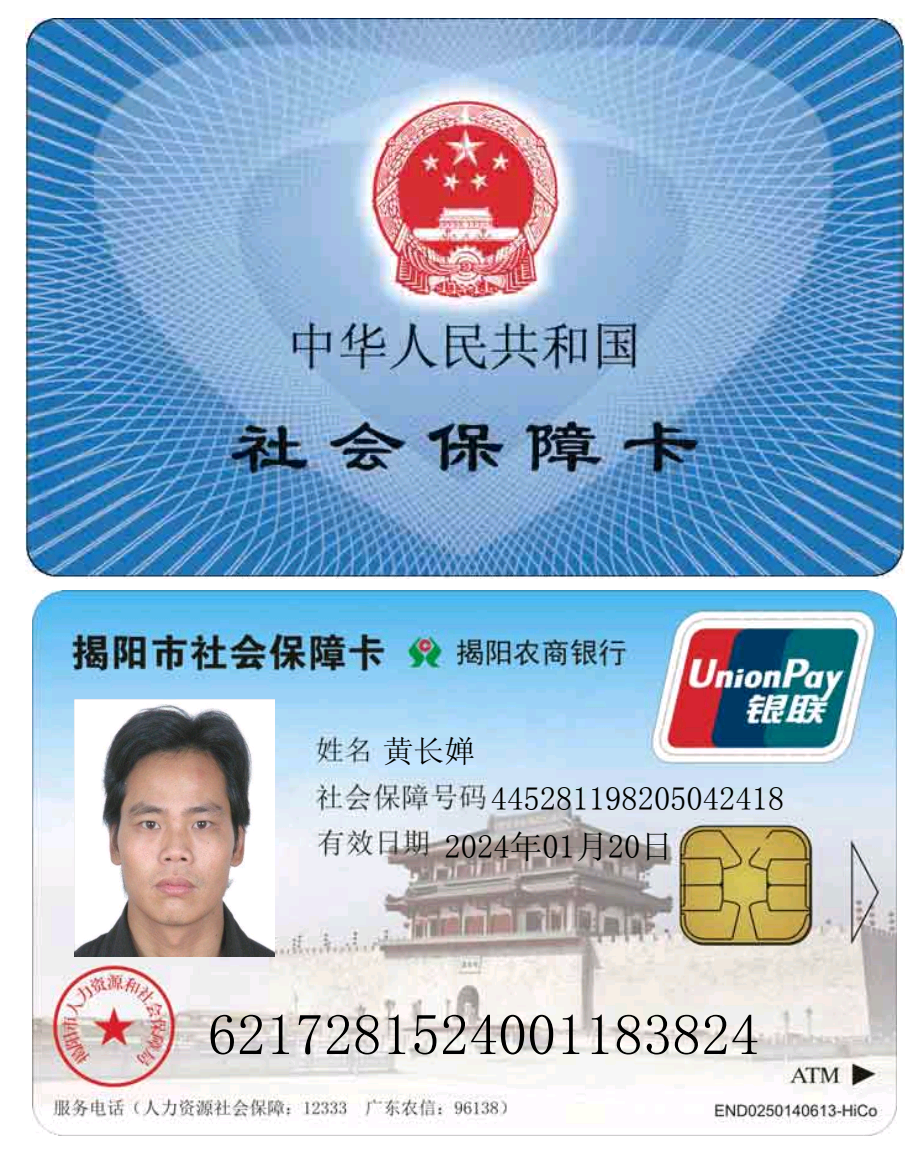 中华人民共和国
社会保障卡
揭阳市社会保障卡 揭阳农商银行
UnionPay
银联
姓名 黄长婵
社会保障号码 445281198205042418
有效日期 2024年01月20日
揭阳市人力资源和社会保障局
6217281524001183824
ATM
服务电话（人力资源社会保障：12333 广东农信：96138）
END0250140613-HiCo